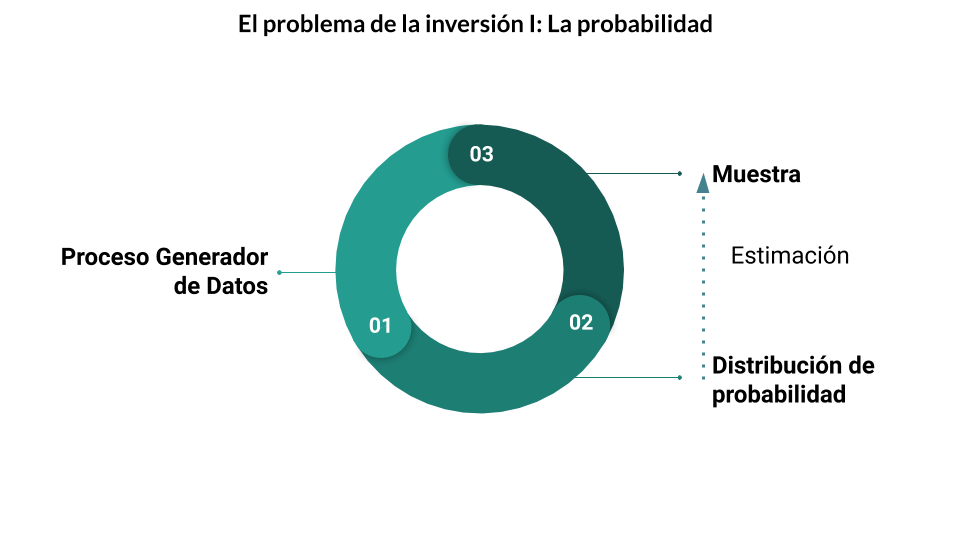 El problema de la inversión I: La probabilidad
03
Muestra
Proceso Generador
de Datos
Estimación
01
02
Distribución de
probabilidad